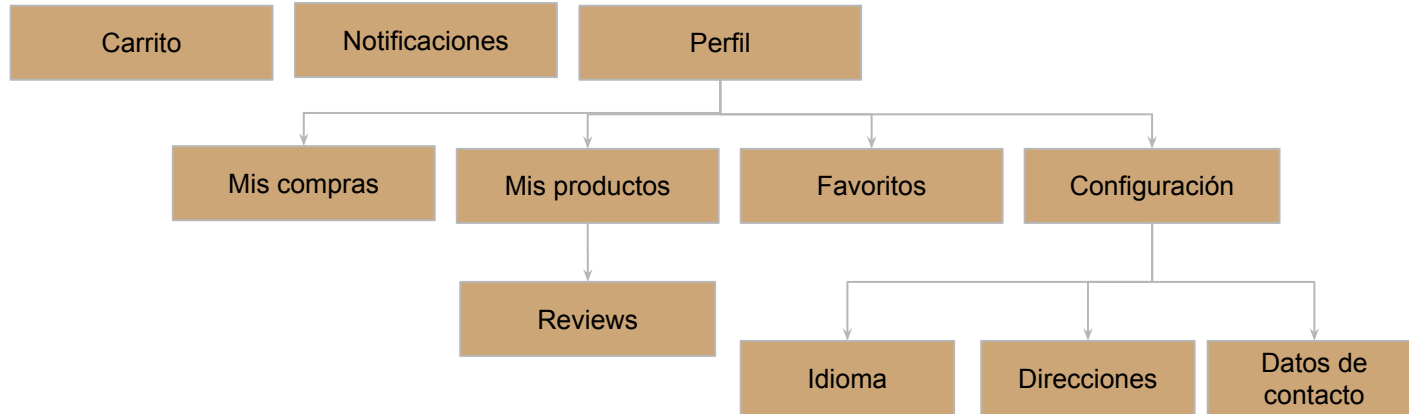 Carrito
Notificaciones
Perfil
Mis compras
Mis productos
Favoritos
Configuración
Reviews
Idioma
Direcciones
Datos de
contacto